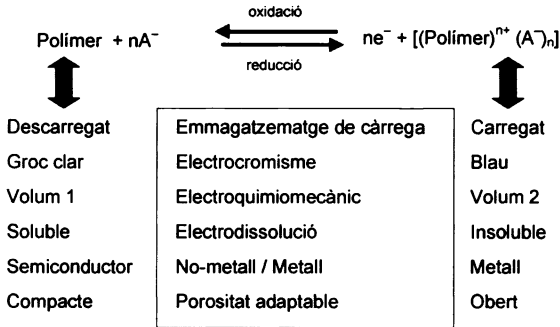 oxidació
Polímer + nA⁻ ne⁻ + [(Polímer)ⁿ⁺ (A⁻)ₙ]
reducció
Descarregat Emmagatzematge de càrrega Carregat
Groc clar Electrocromisme Blau
Volum 1 Electroquimiomecànic Volum 2
Soluble Electrodissolució Insoluble
Semiconductor No-metall / Metall Metall
Compacte Porositat adaptable Obert